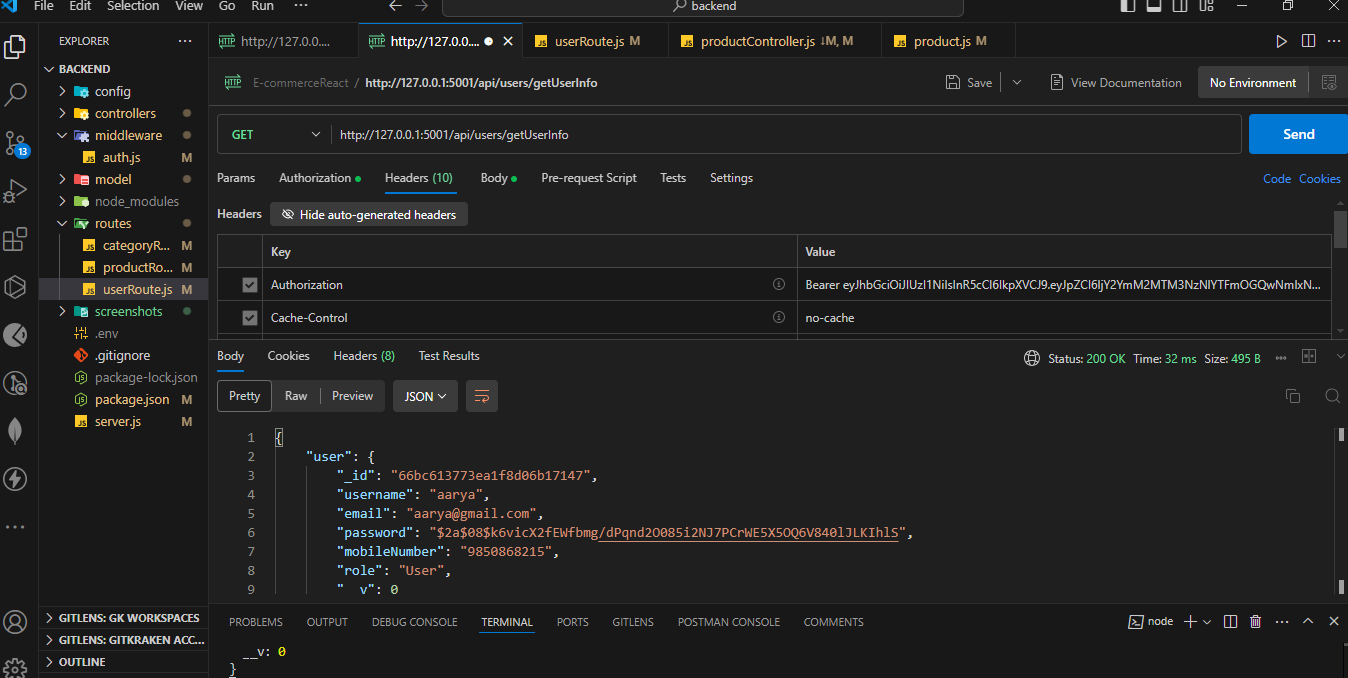 File Edit Selection View Go Run ··· backend
EXPLORER ···
BACKEND
config
controllers
middleware
auth.js M
model
node_modules
routes
categoryR... M
productRo... M
userRoute.js M
screenshots
.env
.gitignore
package-lock.json
package.json M
server.js M
13
GITLENS: GK WORKSPACES
GITLENS: GITKRAKEN ACC...
OUTLINE
HTTP http://127.0.0.... HTTP http://127.0.0.... JS userRoute.js M JS productController.js ↓M, M JS product.js M
HTTP E-commerceReact / http://127.0.0.1:5001/api/users/getUserInfo Save View Documentation No Environment
GET http://127.0.0.1:5001/api/users/getUserInfo Send
Params Authorization Headers (10) Body Pre-request Script Tests Settings Code Cookies
Headers Hide auto-generated headers
Key Value
Authorization Bearer eyJhbGciOiJIUzI1NiIsInR5cCI6IkpXVCJ9.eyJpZCI6IjY2YmM2MTM3NzNlYTFmOGQwNmIxN...
Cache-Control no-cache
Body Cookies Headers (8) Test Results Status: 200 OK Time: 32 ms Size: 495 B
Pretty Raw Preview JSON
1 {
2 "user": {
3 "_id": "66bc613773ea1f8d06b17147",
4 "username": "aarya",
5 "email": "aarya@gmail.com",
6 "password": "$2a$08$k6vicX2fEWfbmg/dPqnd2O085i2NJ7PCrWE5X5OQ6V840lJLKIhlS",
7 "mobileNumber": "9850868215",
8 "role": "User",
9 "__v": 0
PROBLEMS OUTPUT DEBUG CONSOLE TERMINAL PORTS GITLENS POSTMAN CONSOLE COMMENTS node
__v: 0
}